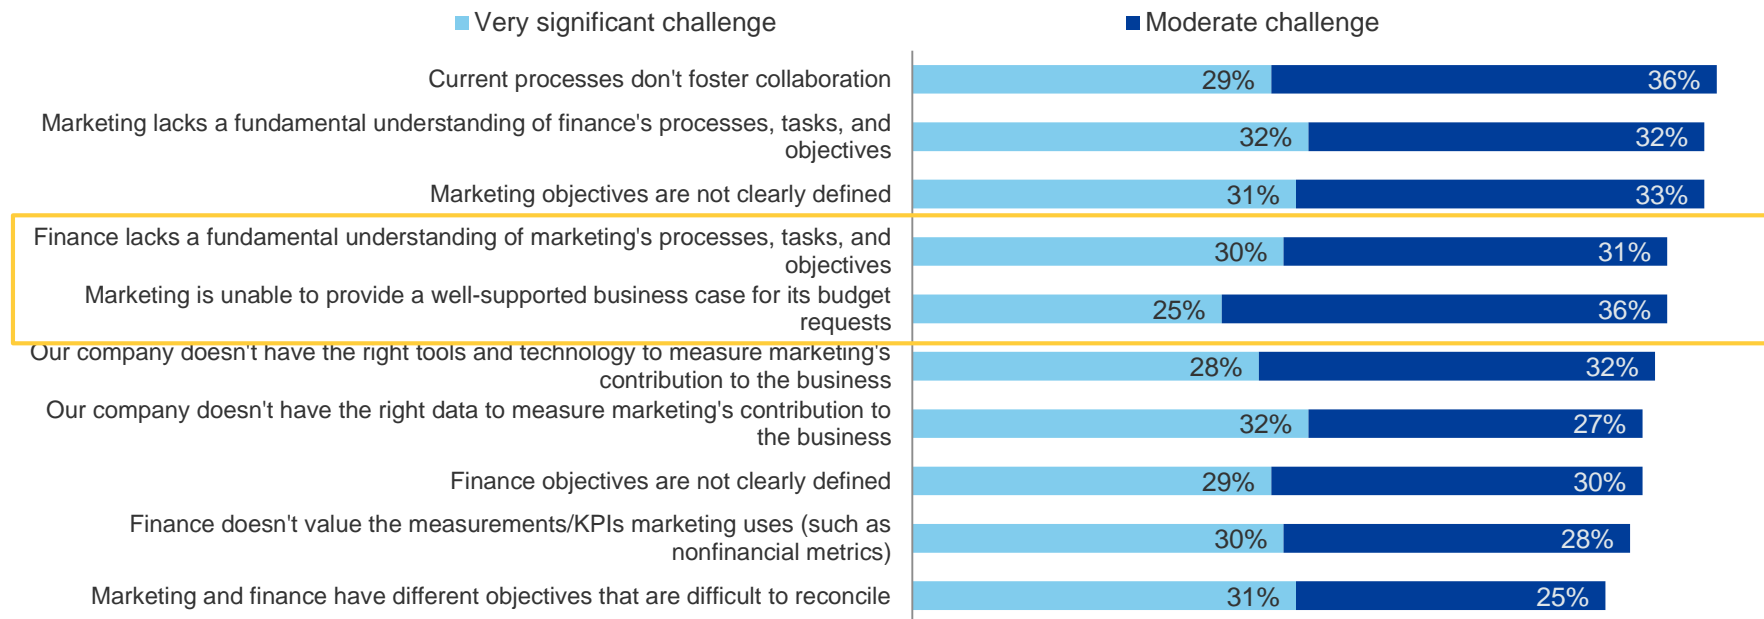 Very significant challenge
Moderate challenge
Current processes don't foster collaboration
29%
36%
Marketing lacks a fundamental understanding of finance's processes, tasks, and
objectives
32%
32%
Marketing objectives are not clearly defined
31%
33%
Finance lacks a fundamental understanding of marketing's processes, tasks, and
objectives
30%
31%
Marketing is unable to provide a well-supported business case for its budget
requests
25%
36%
Our company doesn't have the right tools and technology to measure marketing's
contribution to the business
28%
32%
Our company doesn't have the right data to measure marketing's contribution to
the business
32%
27%
Finance objectives are not clearly defined
29%
30%
Finance doesn't value the measurements/KPIs marketing uses (such as
nonfinancial metrics)
30%
28%
Marketing and finance have different objectives that are difficult to reconcile
31%
25%